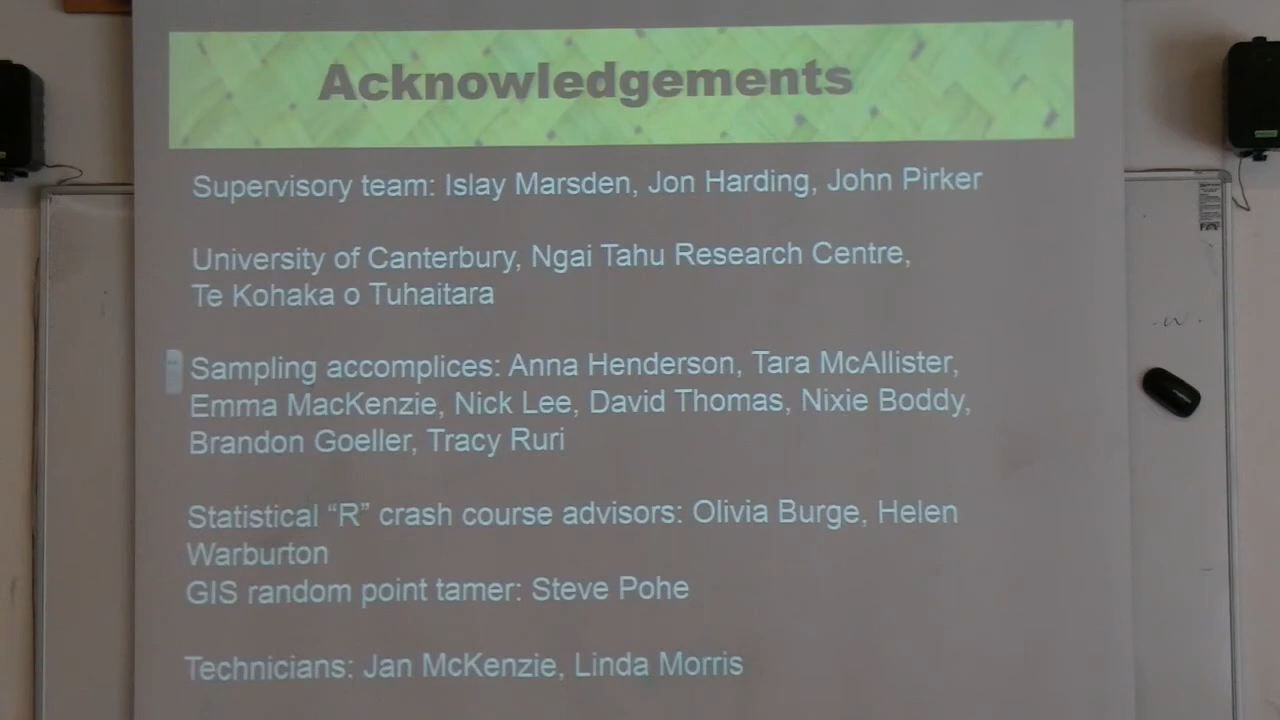 Acknowledgements
Supervisory team: Islay Marsden, Jon Harding, John Pirker
University of Canterbury, Ngai Tahu Research Centre,
Te Kohaka o Tuhaitara
Sampling accomplices: Anna Henderson, Tara McAllister,
Emma MacKenzie, Nick Lee, David Thomas, Nixie Boddy,
Brandon Goeller, Tracy Ruri
Statistical “R” crash course advisors: Olivia Burge, Helen
Warburton
GIS random point tamer: Steve Pohe
Technicians: Jan McKenzie, Linda Morris